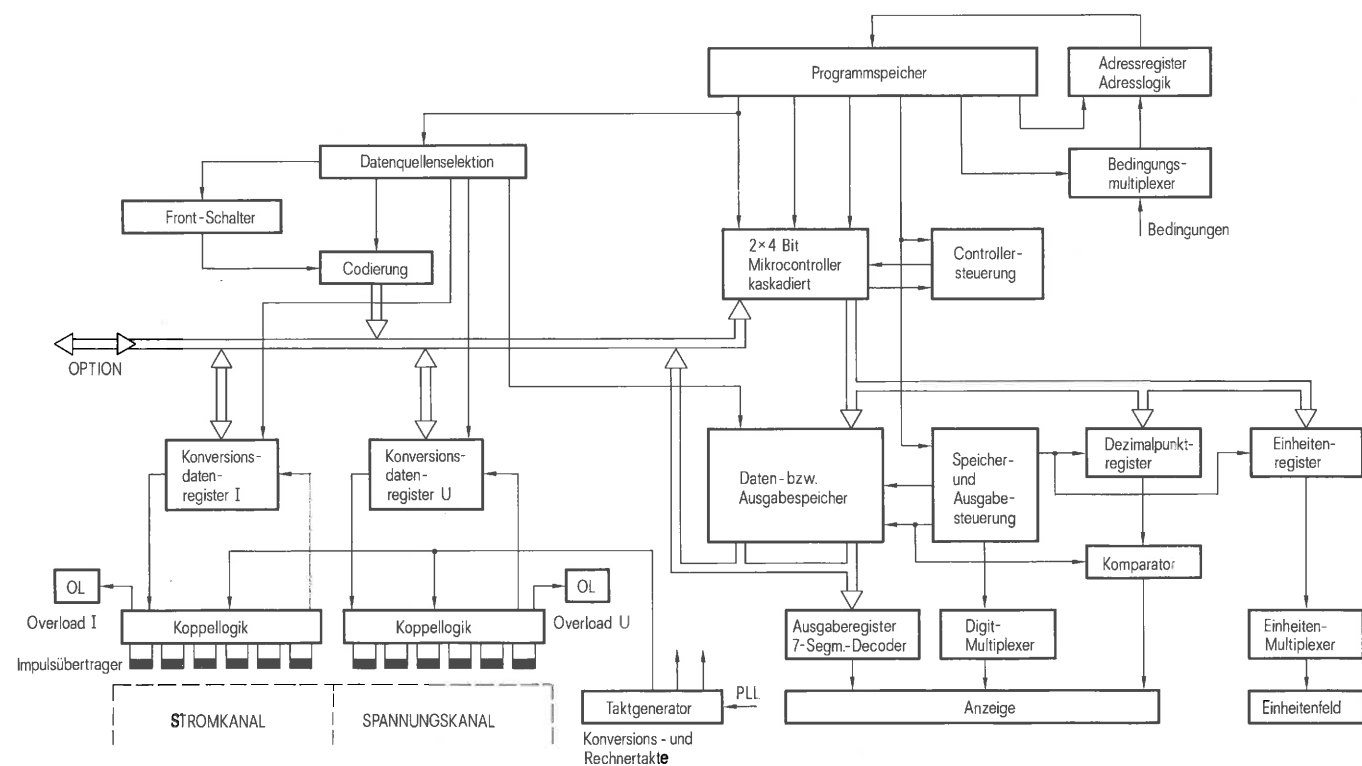 Programmspeicher
Adressregister
Adresslogik
Datenquellenselektion
Bedingungs-
multiplexer
Front-Schalter
Bedingungen
2×4 Bit
Mikrocontroller
kaskadiert
Controller-
steuerung
Codierung
OPTION
Konversions-
daten-
register I
Konversions-
daten-
register U
Daten- bzw.
Ausgabespeicher
Speicher-
und
Ausgabe-
steuerung
Dezimalpunkt-
register
Einheiten-
register
Komparator
OL
Overload I
OL
Overload U
Koppellogik
Koppellogik
Impulsübertrager
Ausgaberegister
7-Segm.-Decoder
Digit-
Multiplexer
Einheiten-
Multiplexer
STROMKANAL
SPANNUNGSKANAL
Taktgenerator
PLL
Konversions- und
Rechnertakte
Anzeige
Einheitenfeld